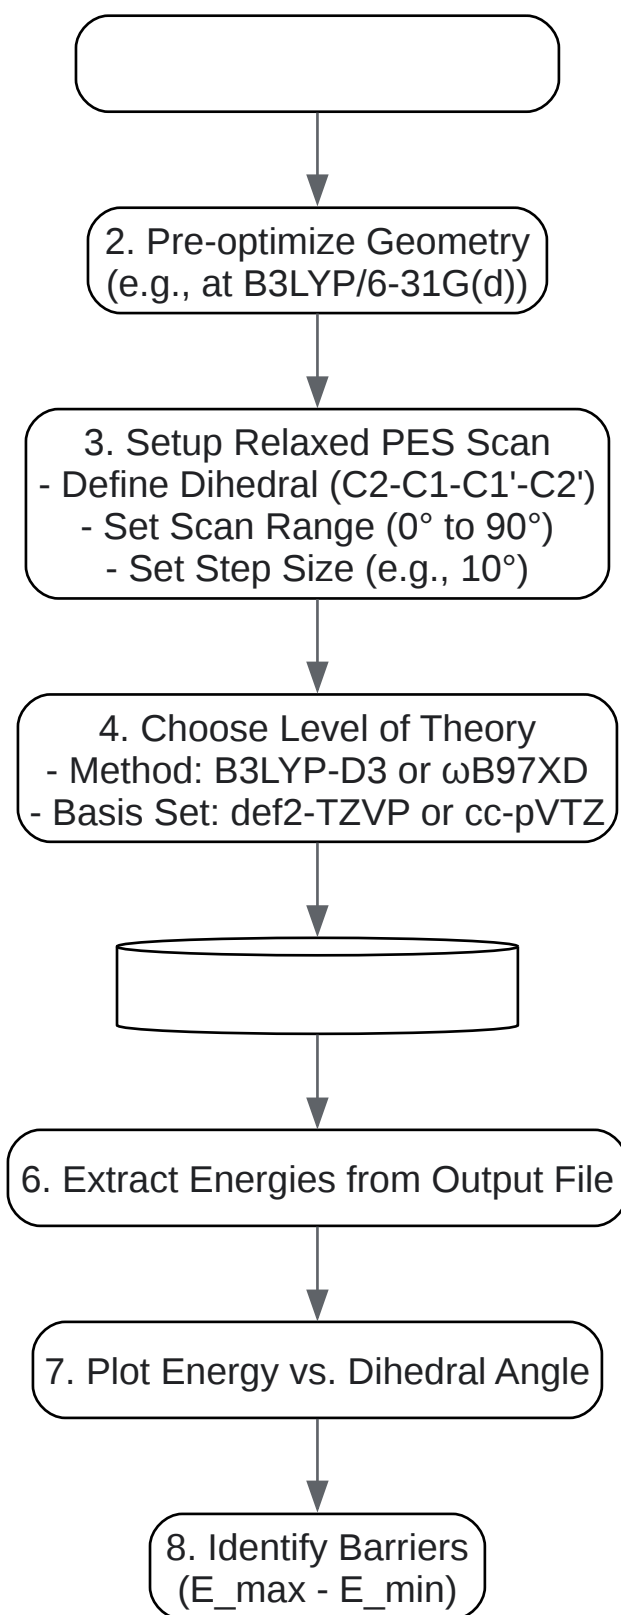 2. Pre-optimize Geometry
(e.g., at B3LYP/6-31G(d))
3. Setup Relaxed PES Scan
- Define Dihedral (C2-C1-C1'-C2')
- Set Scan Range (0° to 90°)
- Set Step Size (e.g., 10°)
4. Choose Level of Theory
- Method: B3LYP-D3 or ωB97XD
- Basis Set: def2-TZVP or cc-pVTZ
6. Extract Energies from Output File
7. Plot Energy vs. Dihedral Angle
8. Identify Barriers
(E_max - E_min)